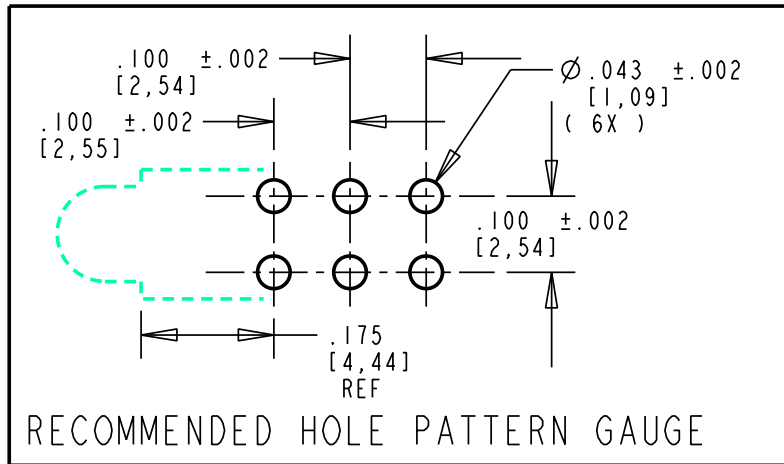 .100 ±.002
[2,54]
Ø .043 ±.002
[1,09]
( 6X )
.100 ±.002
[2,55]
.100 ±.002
[2,54]
.175
[4,44]
REF
RECOMMENDED HOLE PATTERN GAUGE